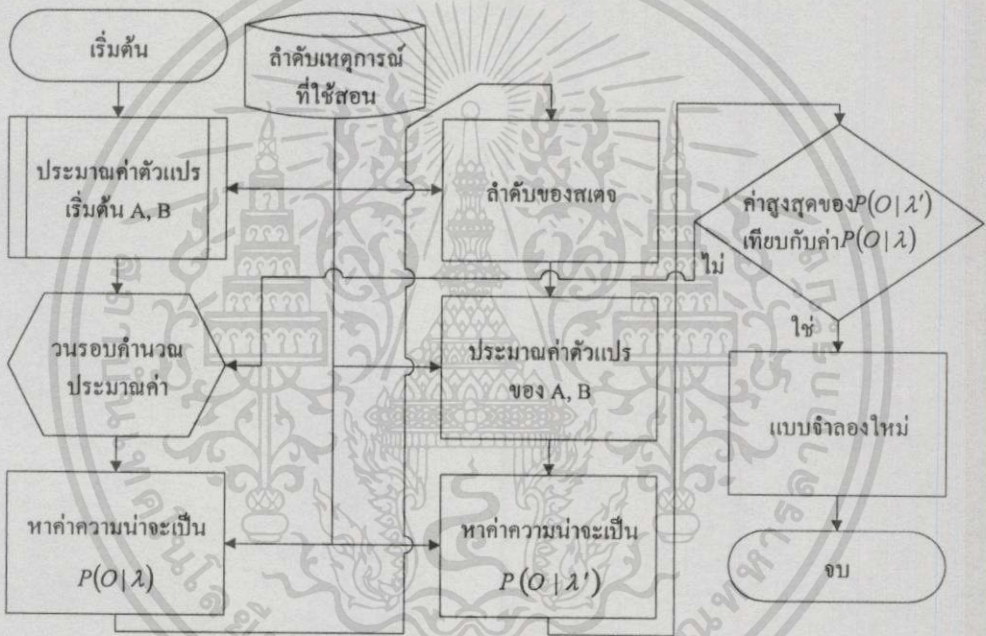 เริ่มต้น
ลำดับเหตุการณ์
ที่ใช้สอน
ประมาณค่าตัวแปร
เริ่มต้น A, B
ลำดับของสเตจ
ค่าสูงสุดของP(O | λ')
เทียบกับค่าP(O | λ)
ไม่
ใช่
วนรอบคำนวณ
ประมาณค่า
ประมาณค่าตัวแปร
ของ A, B
แบบจำลองใหม่
หาค่าความน่าจะเป็น
P(O | λ)
หาค่าความน่าจะเป็น
P(O | λ')
จบ